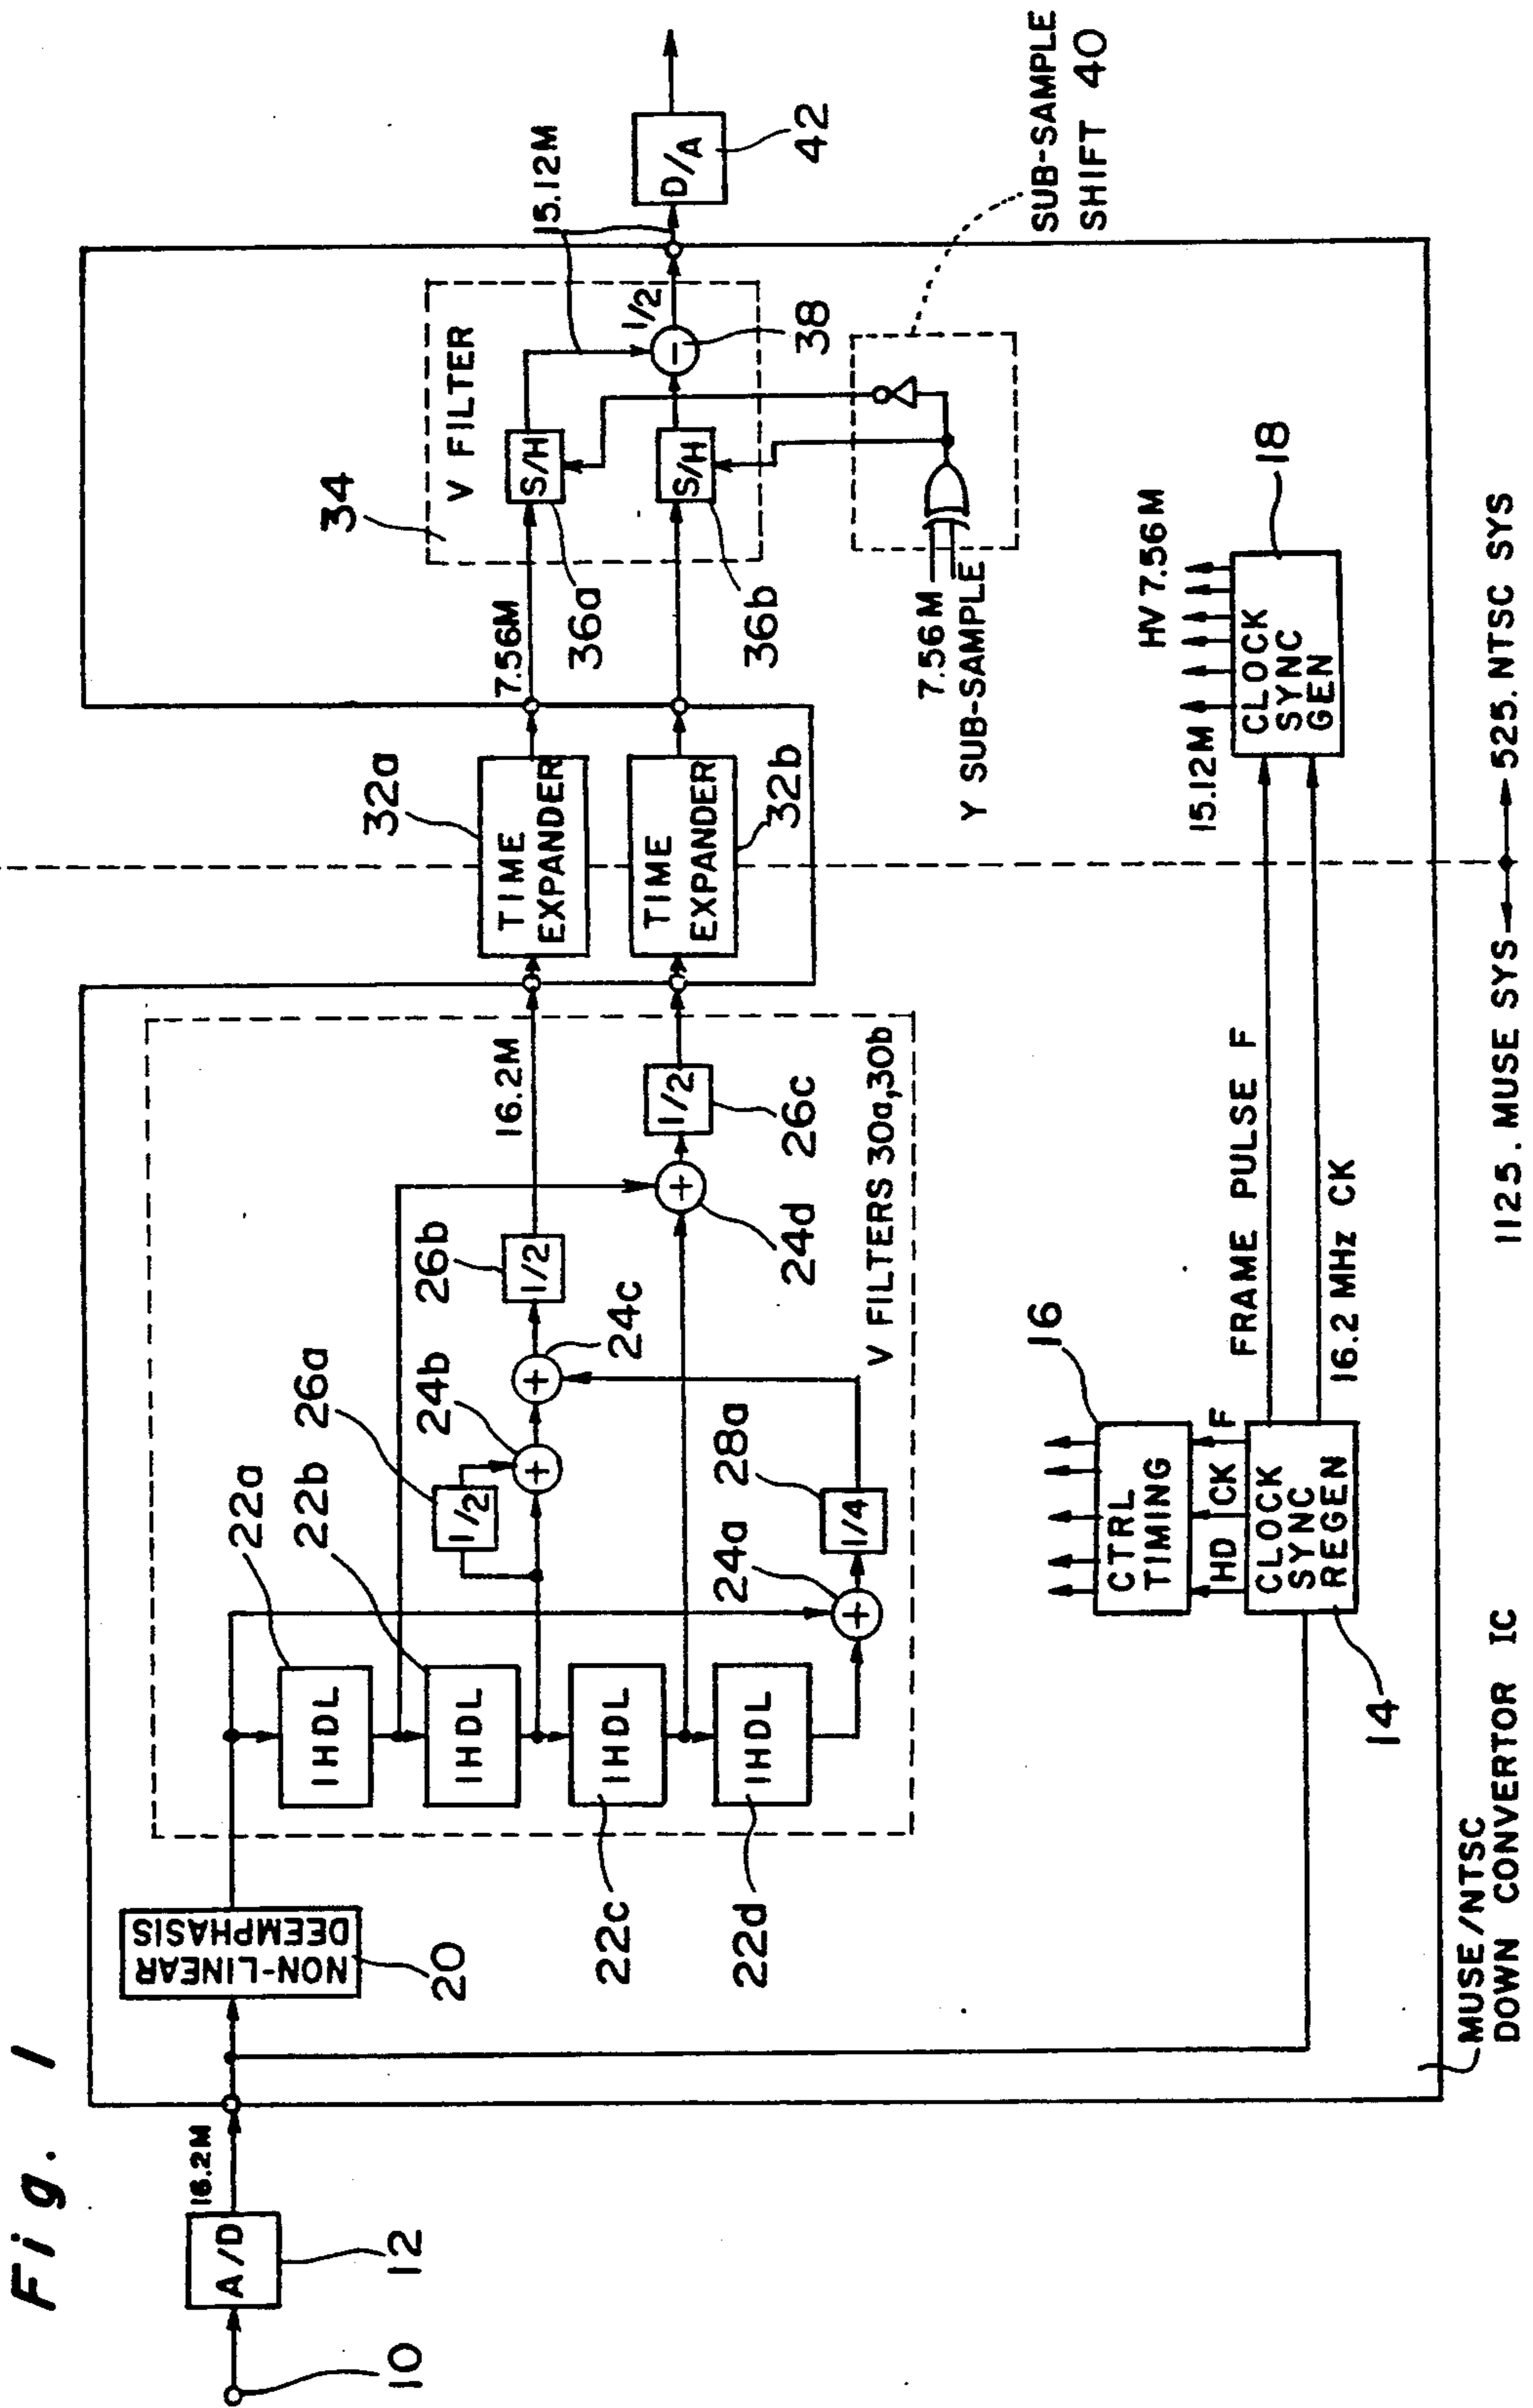 Fig. 1
10
A/D
12
16.2M
NON-LINEAR
DEEMPHASIS
20
1HDL
22a
1HDL
22b
1HDL
22c
1HDL
22d
1/2
26a
+
24b
+
24c
1/2
26b
+
24a
1/4
28a
+
24d
1/2
26c
16.2M
V FILTERS 30a,30b
TIME
EXPANDER
32a
TIME
EXPANDER
32b
7.56M
34
V FILTER
S/H
36a
S/H
36b
−
38
1/2
15.12M
D/A
42
7.56M
Y SUB-SAMPLE
SUB-SAMPLE
SHIFT 40
CLOCK
SYNC
REGEN
14
HD
CK
F
CTRL
TIMING
16
FRAME PULSE F
16.2 MHz CK
CLOCK
SYNC
GEN
18
15.12M
HV 7.56M
MUSE/NTSC
DOWN CONVERTOR IC
1125. MUSE SYS
525. NTSC SYS